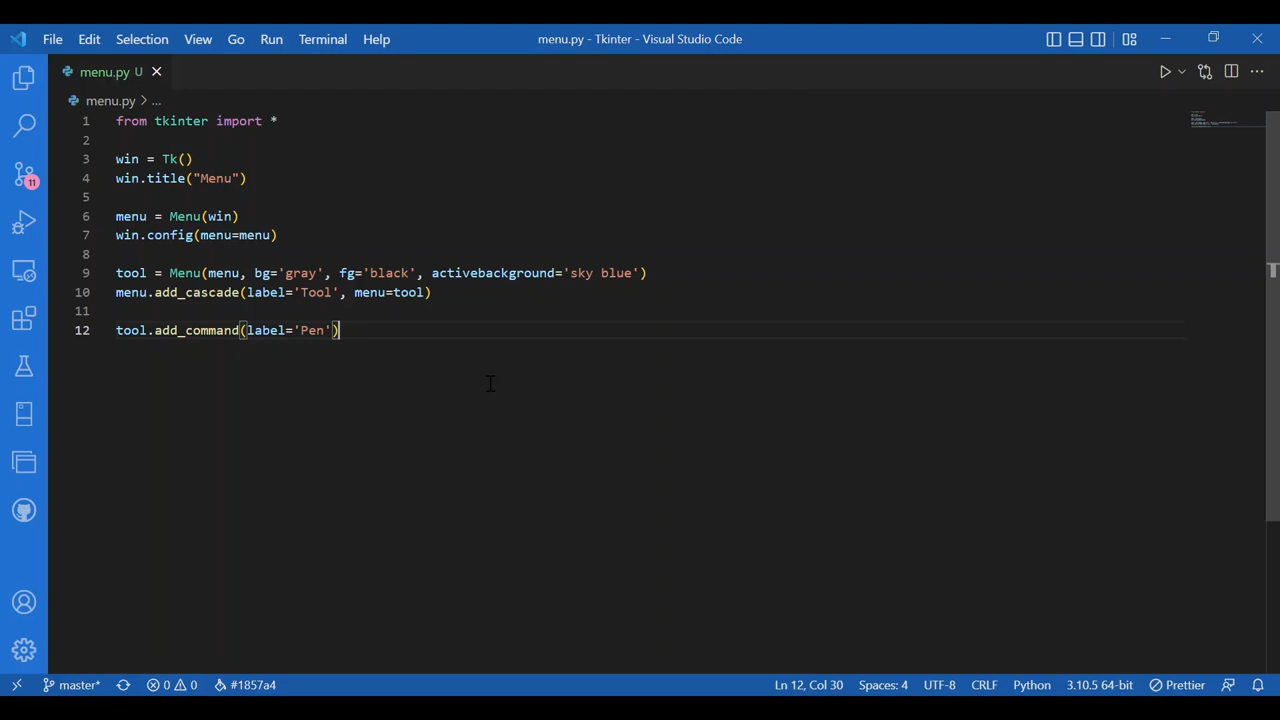 File Edit Selection View Go Run Terminal Help menu.py - Tkinter - Visual Studio Code
menu.py U
menu.py > ...
1 from tkinter import *
2
3 win = Tk()
4 win.title("Menu")
5
6 menu = Menu(win)
7 win.config(menu=menu)
8
9 tool = Menu(menu, bg='gray', fg='black', activebackground='sky blue')
10 menu.add_cascade(label='Tool', menu=tool)
11
12 tool.add_command(label='Pen')
11
master* 0 0 #1857a4 Ln 12, Col 30 Spaces: 4 UTF-8 CRLF Python 3.10.5 64-bit Prettier